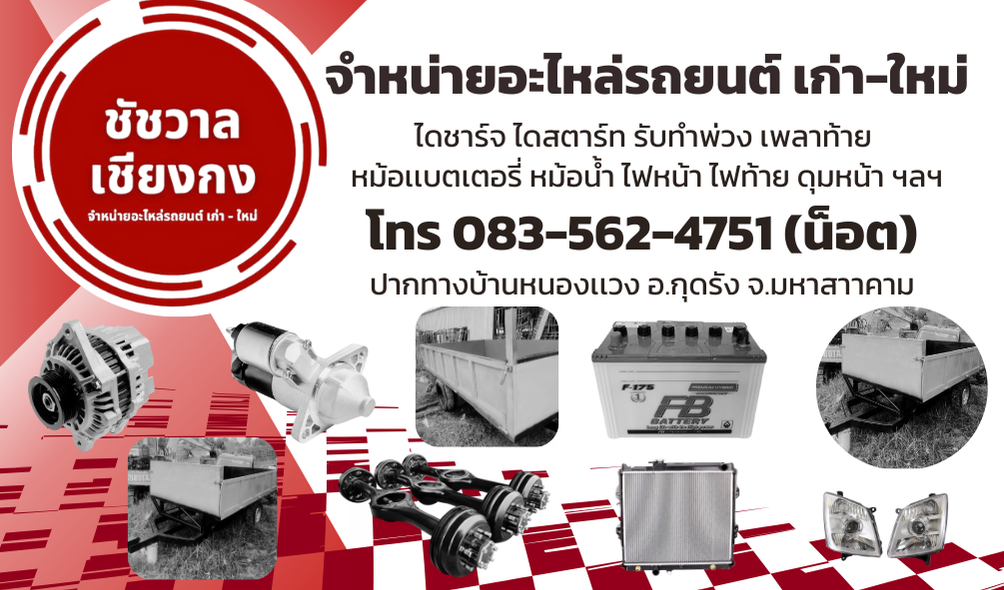 ชัชวาล
เชียงกง
จำหน่ายอะไหล่รถยนต์ เก่า - ใหม่
จำหน่ายอะไหล่รถยนต์ เก่า-ใหม่
ไดชาร์จ ไดสตาร์ท รับทำพ่วง เพลาท้าย
หม้อแบตเตอรี่ หม้อน้ำ ไฟหน้า ไฟท้าย ดุมหน้า ฯลฯ
โทร 083-562-4751 (น็อต)
ปากทางบ้านหนองแวง อ.กุดรัง จ.มหาสาาคาม
F-175
FB
BATTERY